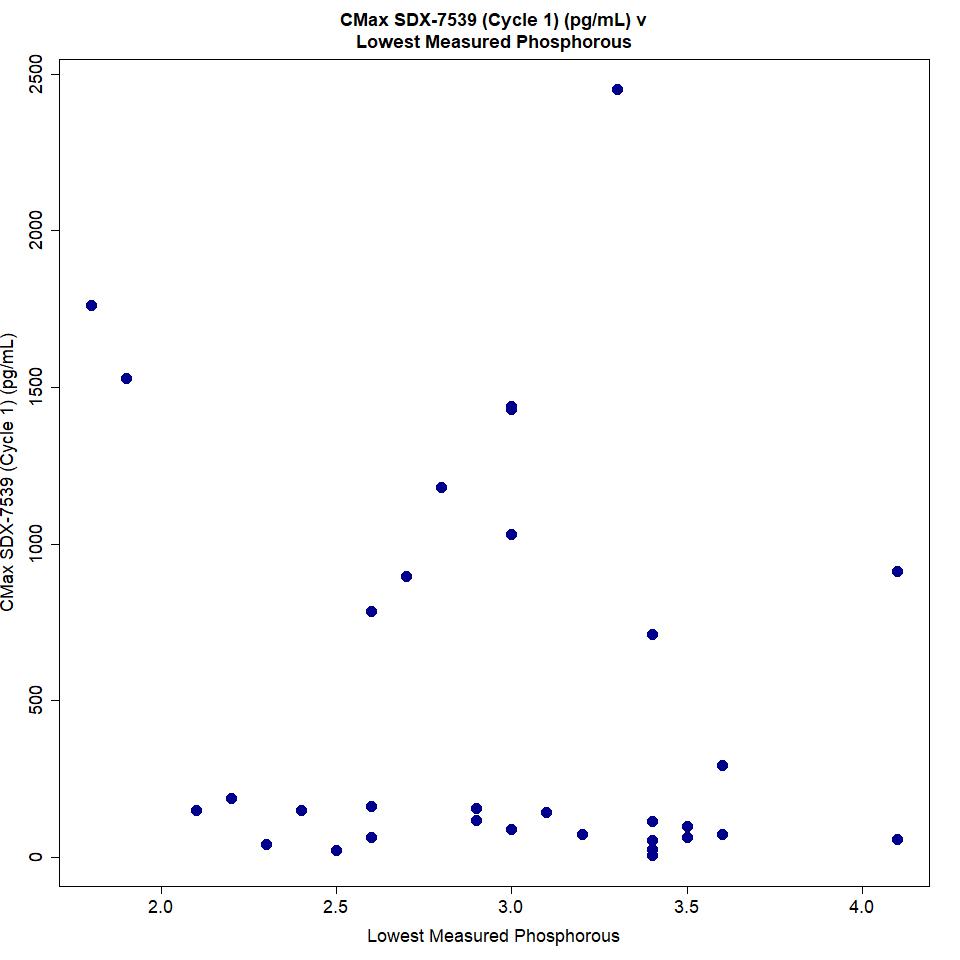 CMax SDX-7539 (Cycle 1) (pg/mL) v
Lowest Measured Phosphorous
2500
2000
1500
1000
500
0
CMax SDX-7539 (Cycle 1) (pg/mL)
2.0 2.5 3.0 3.5 4.0
Lowest Measured Phosphorous